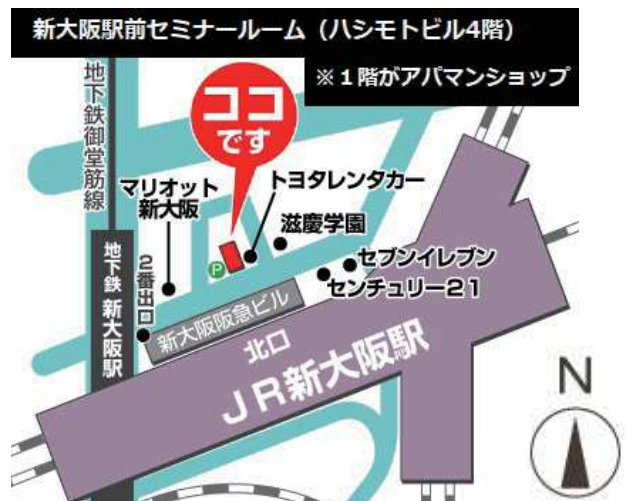 新大阪駅前セミナールーム（ハシモトビル4階）
※１階がアパマンショップ
地下鉄御堂筋線
ココ
です
マリオット
新大阪
トヨタレンタカー
滋慶学園
セブンイレブン
センチュリー21
P
2番出口
地下鉄 新大阪駅
新大阪阪急ビル
北口
JR新大阪駅
N